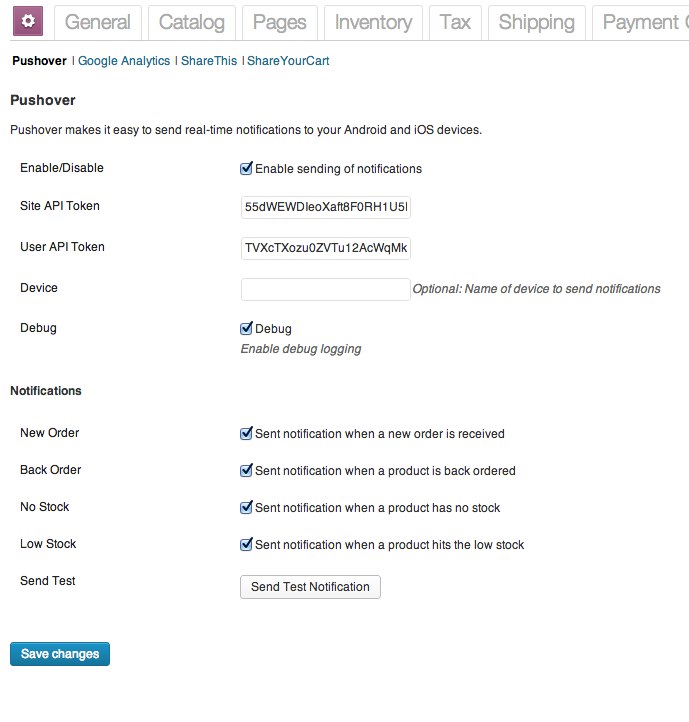 General Catalog Pages Inventory Tax Shipping Payment
Pushover | Google Analytics | ShareThis | ShareYourCart
Pushover
Pushover makes it easy to send real-time notifications to your Android and iOS devices.
Enable/Disable Enable sending of notifications
Site API Token 55dWEWDIeoXaft8F0RH1U5
User API Token TVXcTXozu0ZVTu12AcWqMk
Device Optional: Name of device to send notifications
Debug Debug
Enable debug logging
Notifications
New Order Sent notification when a new order is received
Back Order Sent notification when a product is back ordered
No Stock Sent notification when a product has no stock
Low Stock Sent notification when a product hits the low stock
Send Test Send Test Notification
Save changes